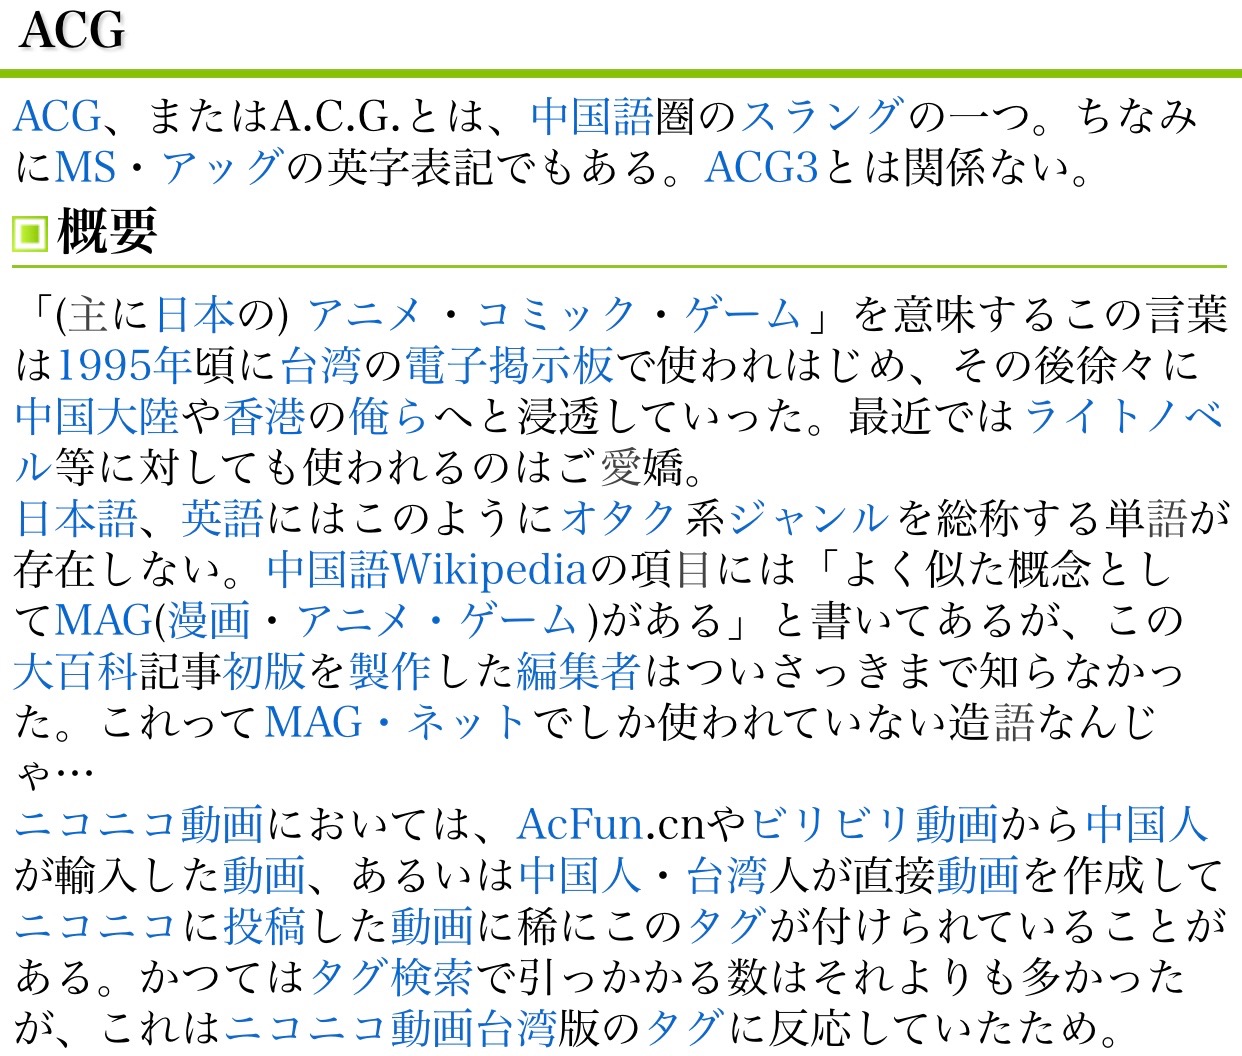 ACG
ACG、またはA.C.G.とは、中国語圏のスラングの一つ。ちなみ
にMS・アッグの英字表記でもある。ACG3とは関係ない。
概要
「(主に日本の) アニメ・コミック・ゲーム」を意味するこの言葉
は1995年頃に台湾の電子掲示板で使われはじめ、その後徐々に
中国大陸や香港の俺らへと浸透していった。最近ではライトノベ
ル等に対しても使われるのはご愛嬌。
日本語、英語にはこのようにオタク系ジャンルを総称する単語が
存在しない。中国語Wikipediaの項目には「よく似た概念とし
てMAG(漫画・アニメ・ゲーム)がある」と書いてあるが、この
大百科記事初版を製作した編集者はついさっきまで知らなかっ
た。これってMAG・ネットでしか使われていない造語なんじ
ゃ…
ニコニコ動画においては、AcFun.cnやビリビリ動画から中国人
が輸入した動画、あるいは中国人・台湾人が直接動画を作成して
ニコニコに投稿した動画に稀にこのタグが付けられていることが
ある。かつてはタグ検索で引っかかる数はそれよりも多かった
が、これはニコニコ動画台湾版のタグに反応していたため。